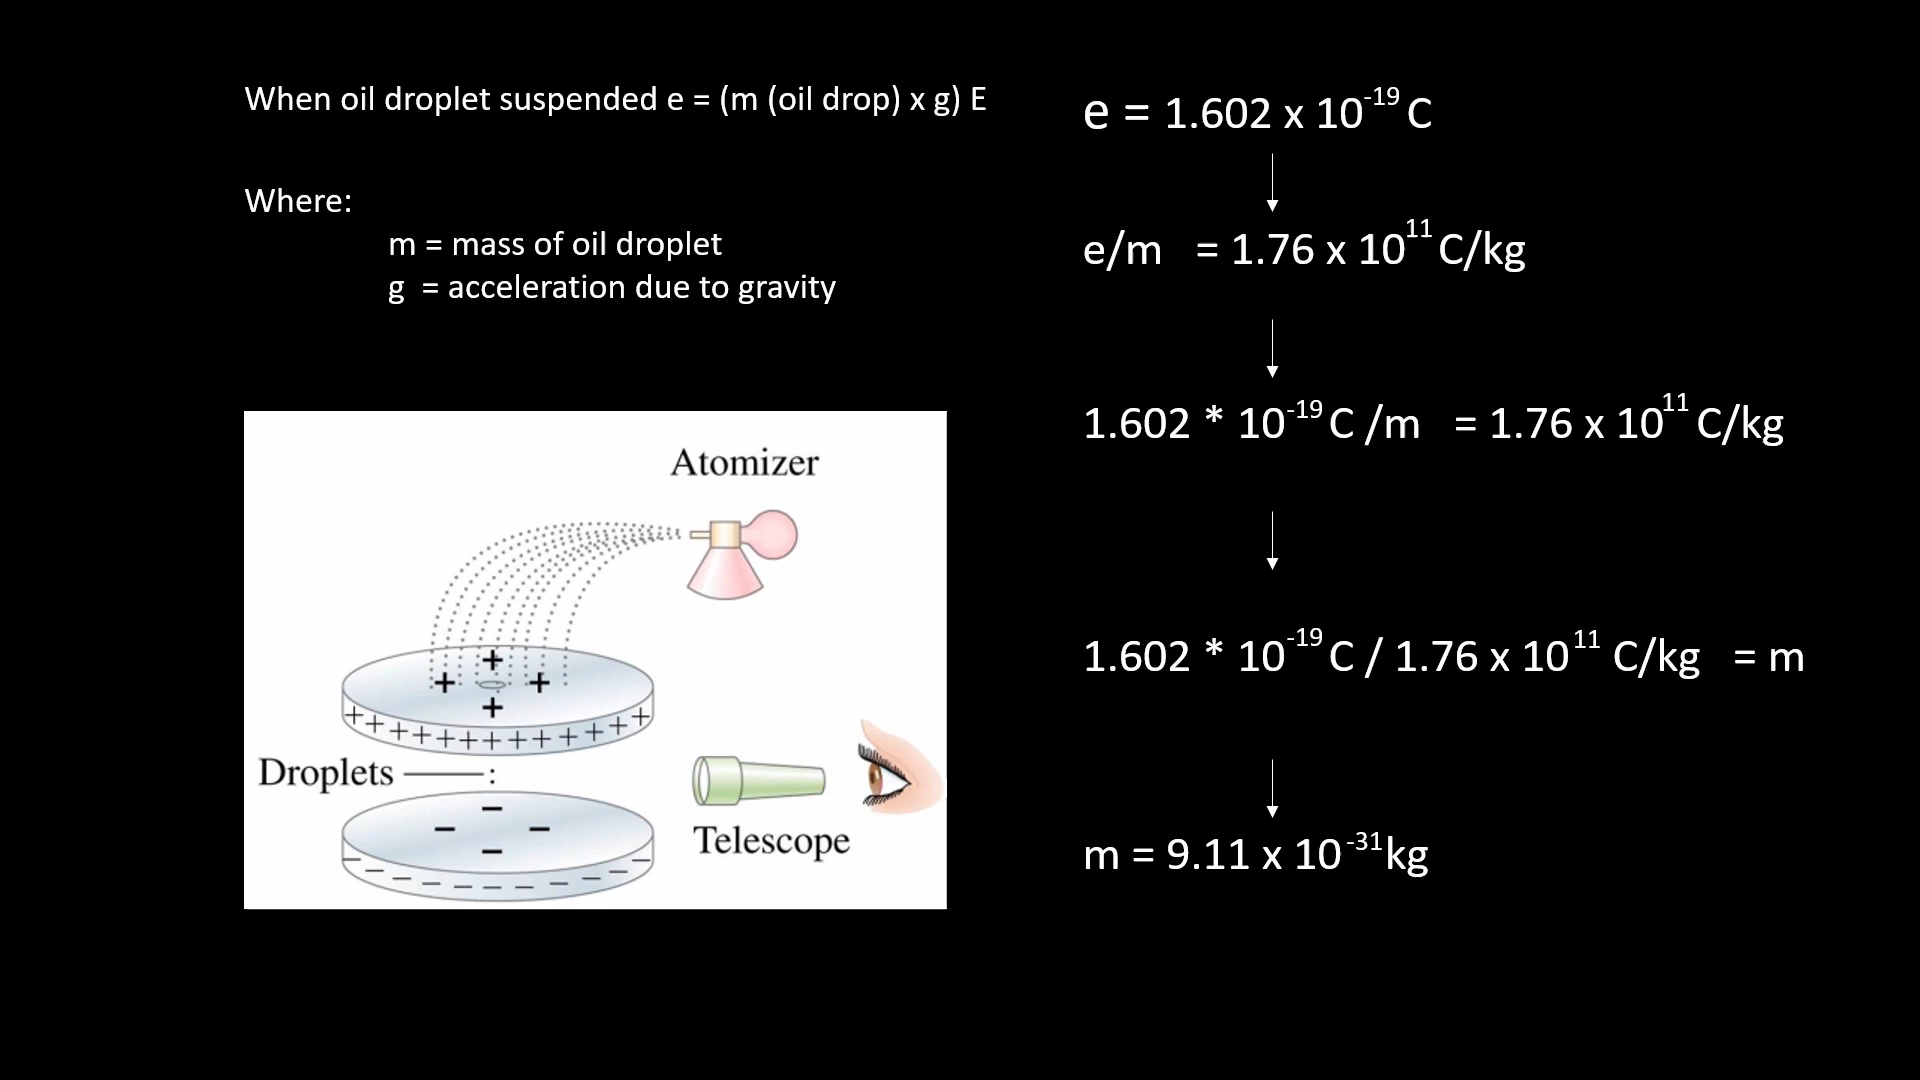 When oil droplet suspended e = (m (oil drop) x g) E
Where:
m = mass of oil droplet
g = acceleration due to gravity
Atomizer
Droplets
Telescope
e = 1.602 x 10⁻¹⁹ C
e/m = 1.76 x 10¹¹ C/kg
1.602 * 10⁻¹⁹ C /m = 1.76 x 10¹¹ C/kg
1.602 * 10⁻¹⁹ C / 1.76 x 10¹¹ C/kg = m
m = 9.11 x 10⁻³¹ kg